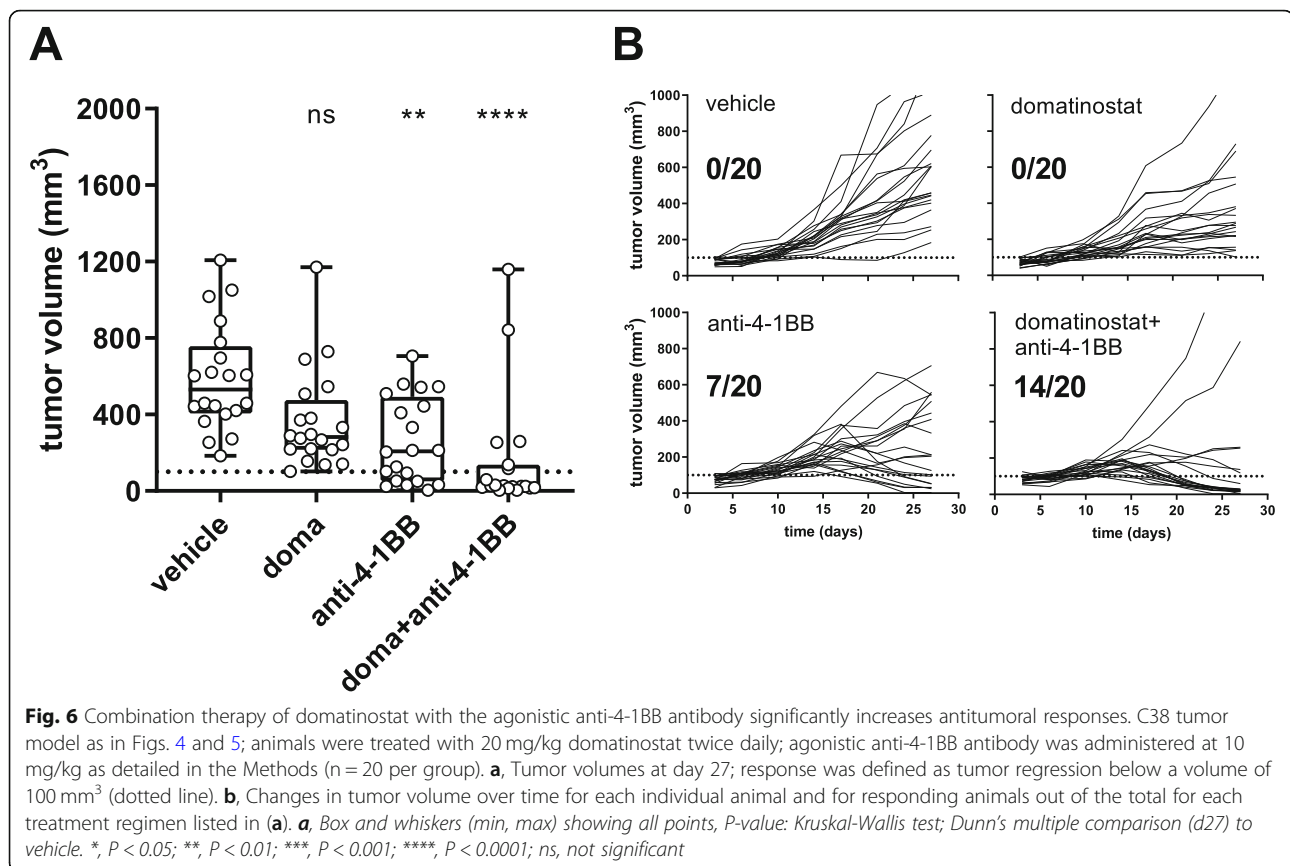 A
B
2000
1600
1200
800
400
0
tumor volume (mm³)
ns
**
****
vehicle
doma
anti-4-1BB
doma+anti-4-1BB
1000
800
600
400
200
0
tumor volume (mm³)
vehicle
0/20
domatinostat
0/20
1000
800
600
400
200
0
tumor volume (mm³)
anti-4-1BB
7/20
domatinostat+
anti-4-1BB
14/20
0 5 10 15 20 25 30
time (days)
0 5 10 15 20 25 30
time (days)
Fig. 6 Combination therapy of domatinostat with the agonistic anti-4-1BB antibody significantly increases antitumoral responses. C38 tumor
model as in Figs. 4 and 5; animals were treated with 20 mg/kg domatinostat twice daily; agonistic anti-4-1BB antibody was administered at 10
mg/kg as detailed in the Methods (n = 20 per group). a, Tumor volumes at day 27; response was defined as tumor regression below a volume of
100 mm³ (dotted line). b, Changes in tumor volume over time for each individual animal and for responding animals out of the total for each
treatment regimen listed in (a). a, Box and whiskers (min, max) showing all points, P-value: Kruskal-Wallis test; Dunn's multiple comparison (d27) to
vehicle. *, P < 0.05; **, P < 0.01; ***, P < 0.001; ****, P < 0.0001; ns, not significant